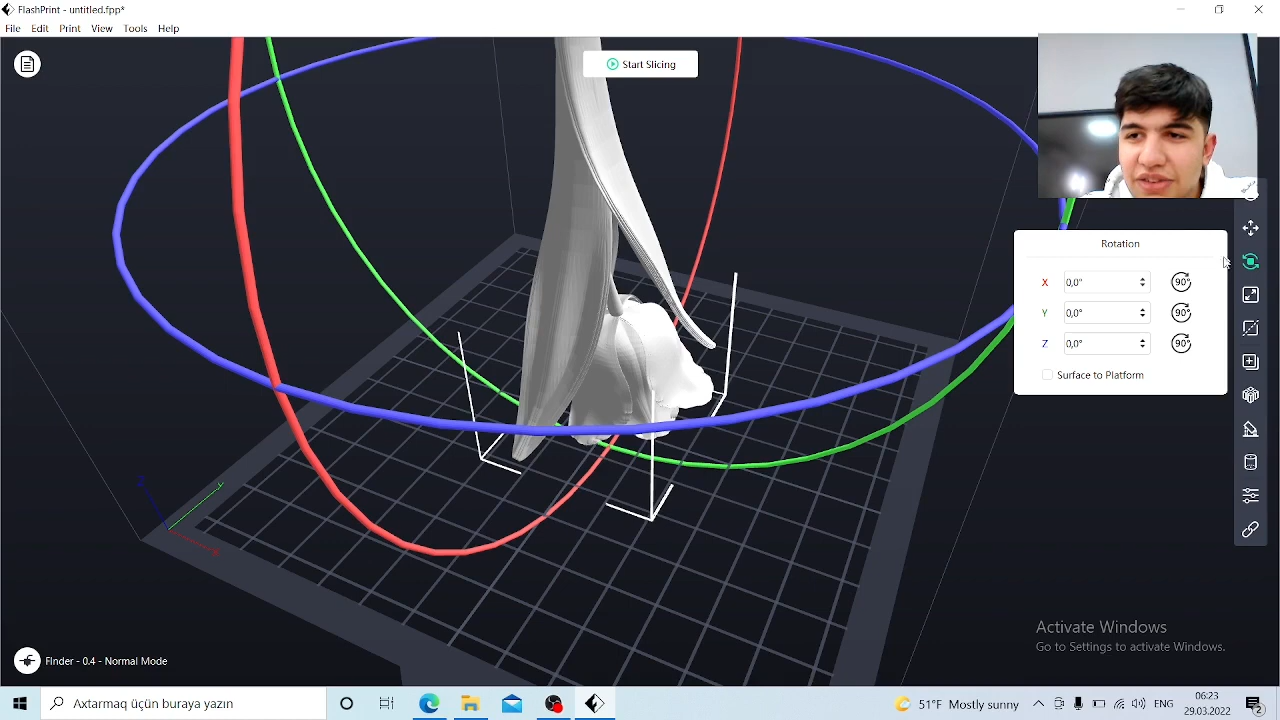 FlashPrint - untitled.fpp*
File Edit Print View Tools Help
Start Slicing
Rotation
X 0,0° 90°
Y 0,0° 90°
Z 0,0° 90°
Surface to Platform
Z
Y
Activate Windows
Go to Settings to activate Windows.
FInder - 0.4 - Normal Mode
Axtarmaq üçün buraya yazın
51°F Mostly sunny
ENG
06:23
29.03.2022
2